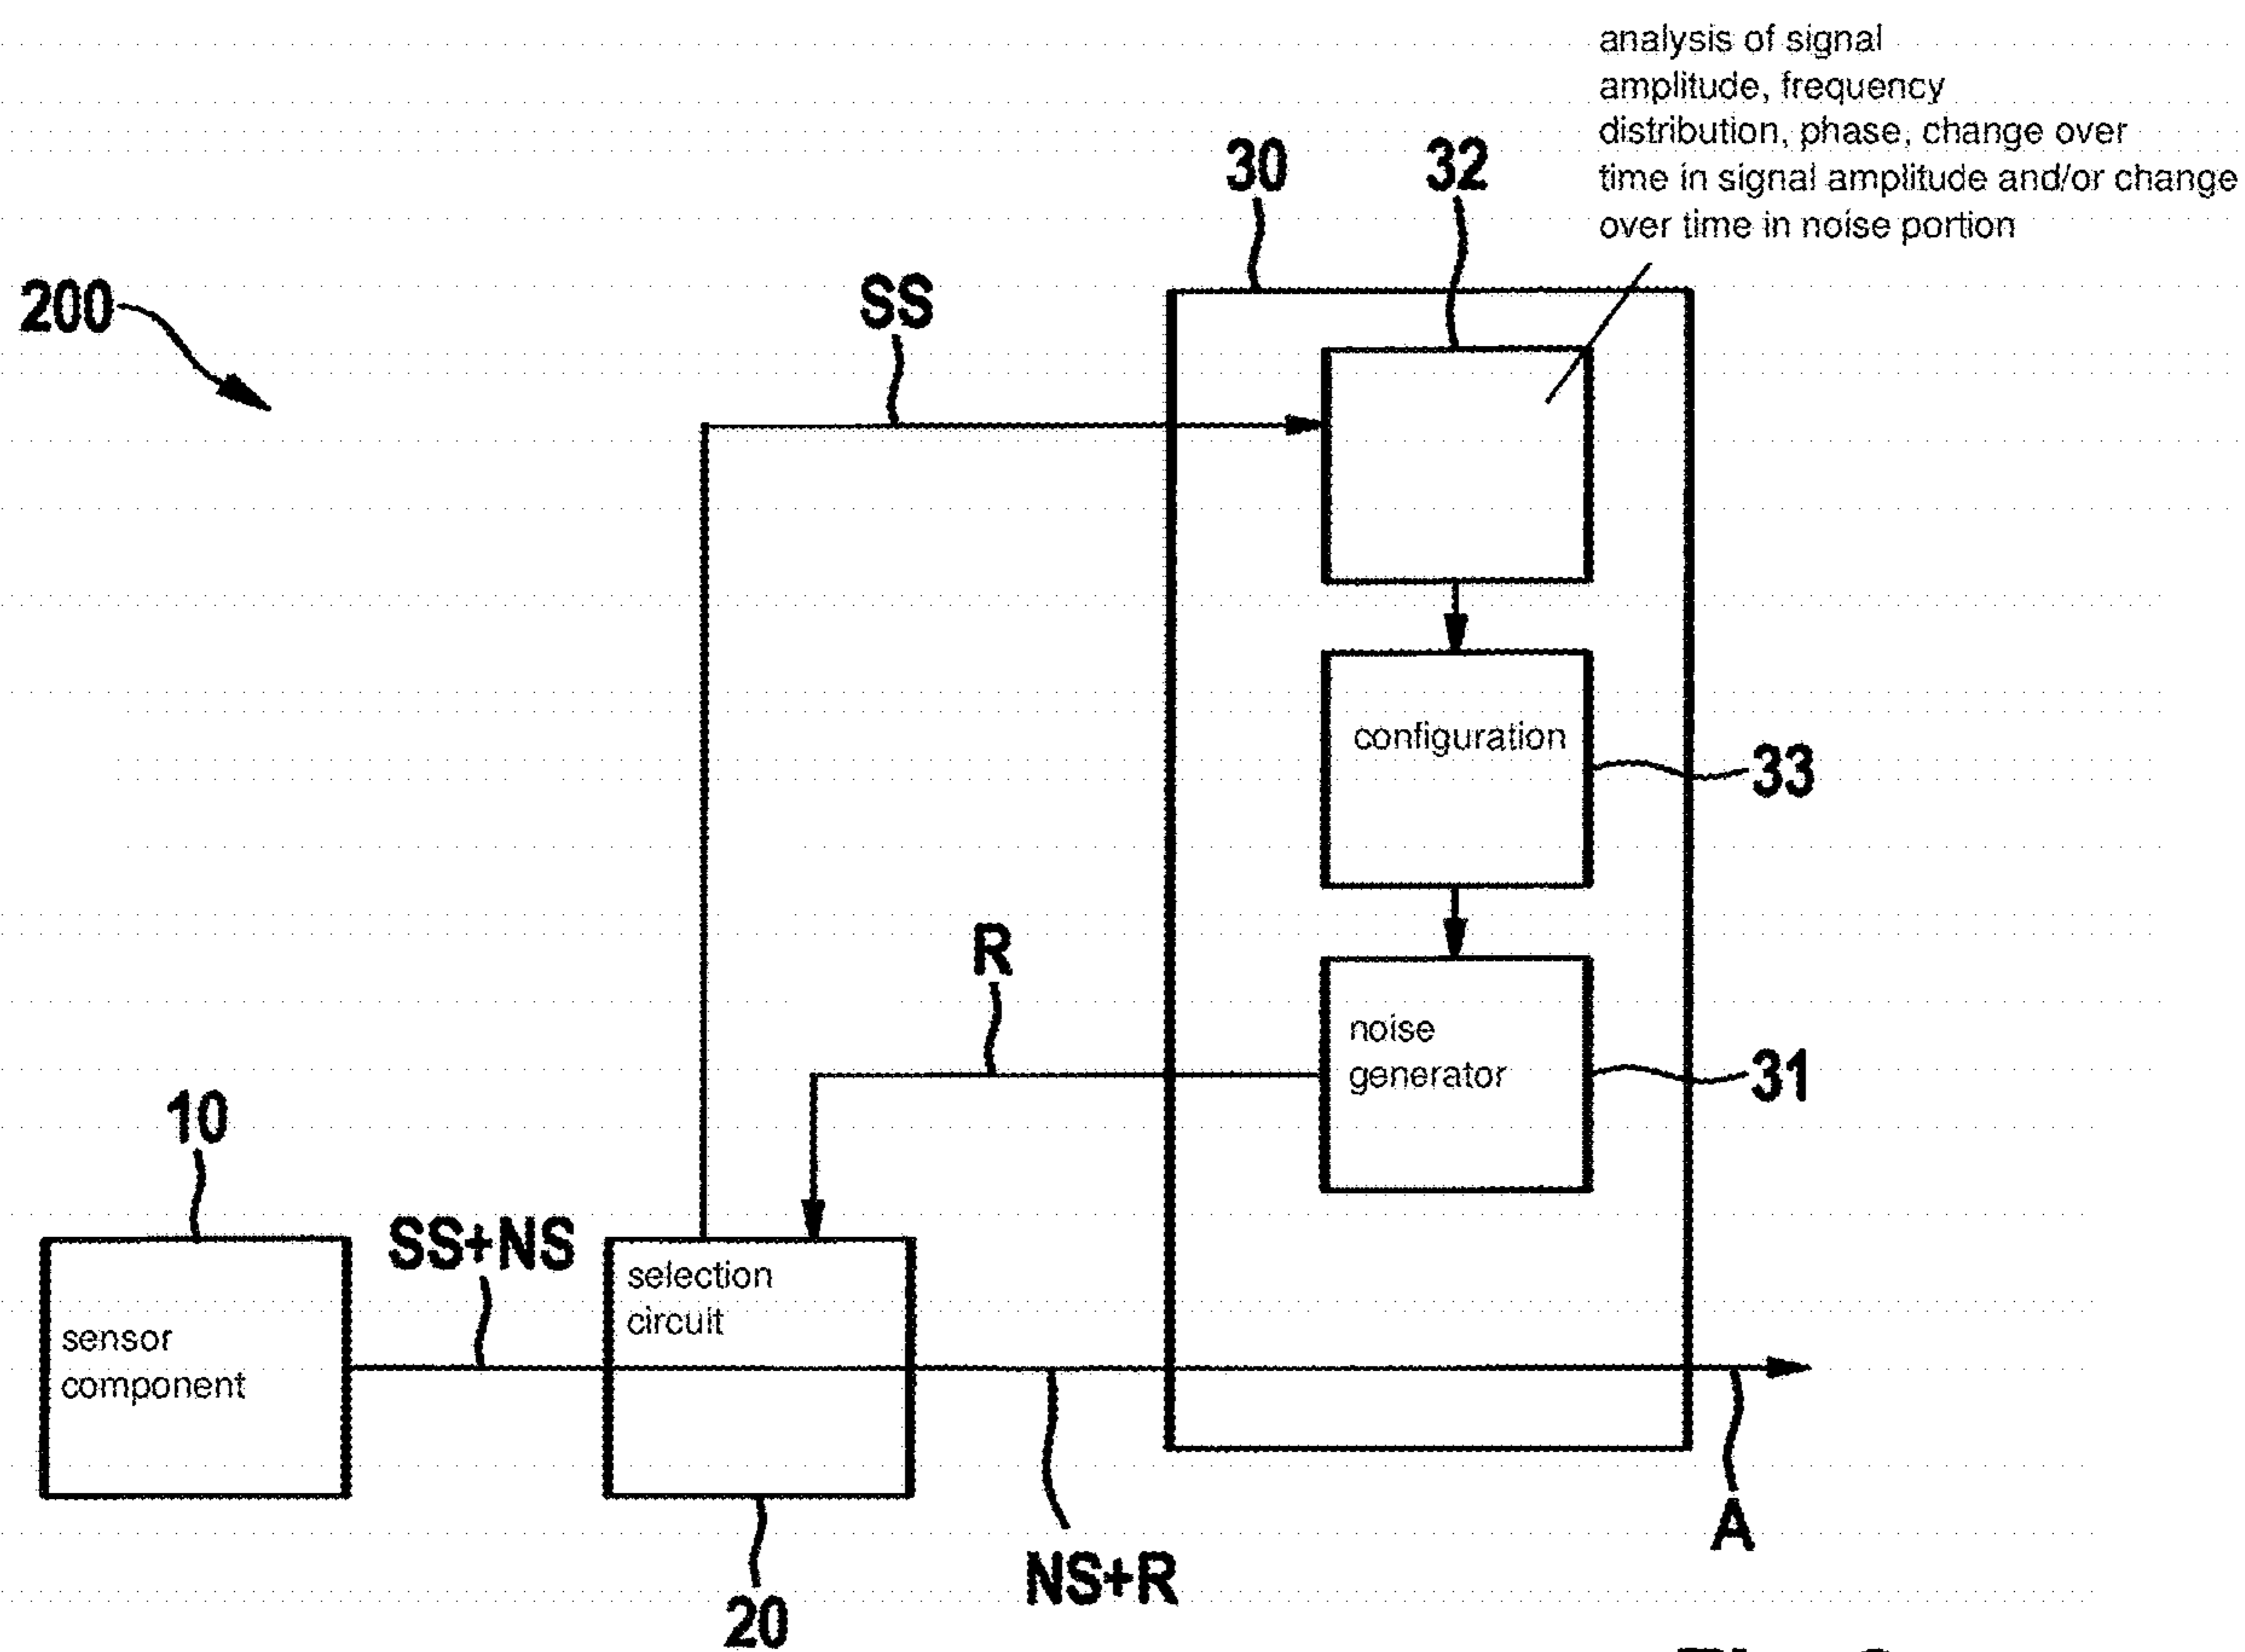 analysis of signal
amplitude, frequency
distribution, phase, change over
time in signal amplitude and/or change
over time in noise portion
30
32
200
SS
configuration
33
R
noise
generator
31
10
SS+NS
selection
circuit
sensor
component
A
NS+R
20